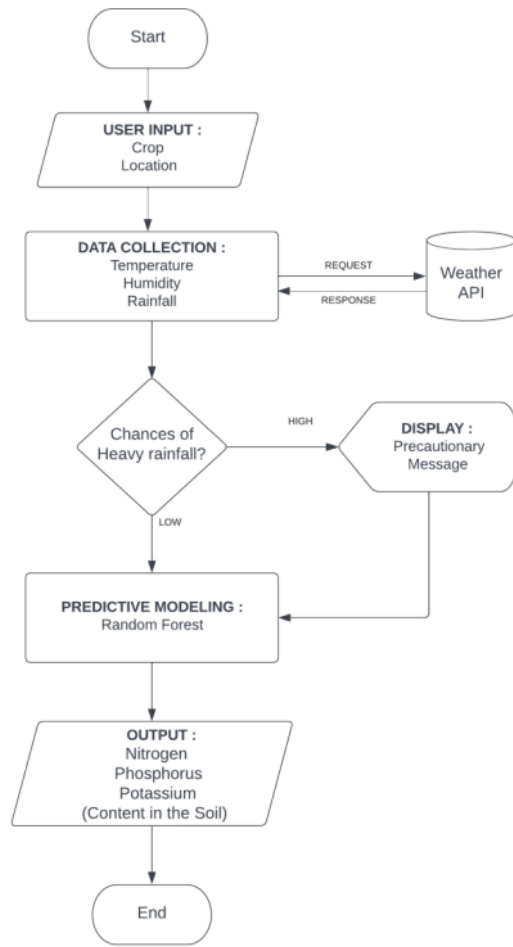 Start
USER INPUT :
Crop
Location
DATA COLLECTION :
Temperature
Humidity
Rainfall
REQUEST
RESPONSE
Weather
API
Chances of
Heavy rainfall?
HIGH
DISPLAY :
Precautionary
Message
LOW
PREDICTIVE MODELING :
Random Forest
OUTPUT :
Nitrogen
Phosphorus
Potassium
(Content in the Soil)
End